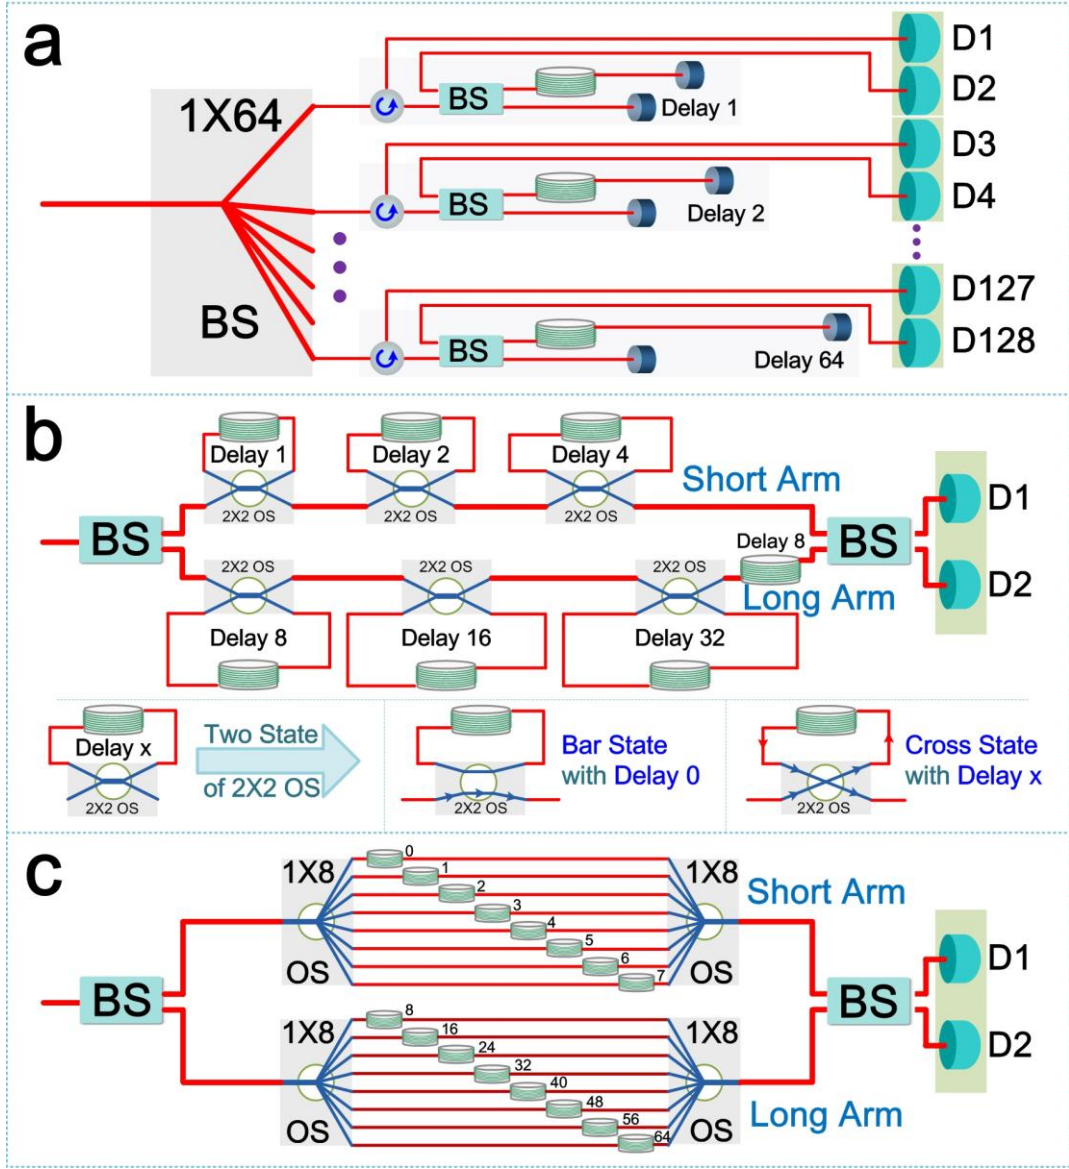 a
1X64
BS
BS
Delay 1
D1
D2
BS
Delay 2
D3
D4
BS
Delay 64
D127
D128
b
BS
Delay 1
2X2 OS
Delay 2
2X2 OS
Delay 4
2X2 OS
Short Arm
2X2 OS
Delay 8
2X2 OS
Delay 16
2X2 OS
Delay 32
Delay 8
Long Arm
BS
D1
D2
Delay x
2X2 OS
Two State
of 2X2 OS
2X2 OS
Bar State
with Delay 0
2X2 OS
Cross State
with Delay x
c
BS
1X8
OS
0
1
2
3
4
5
6
7
1X8
OS
Short Arm
1X8
OS
8
16
24
32
40
48
56
64
1X8
OS
Long Arm
BS
D1
D2